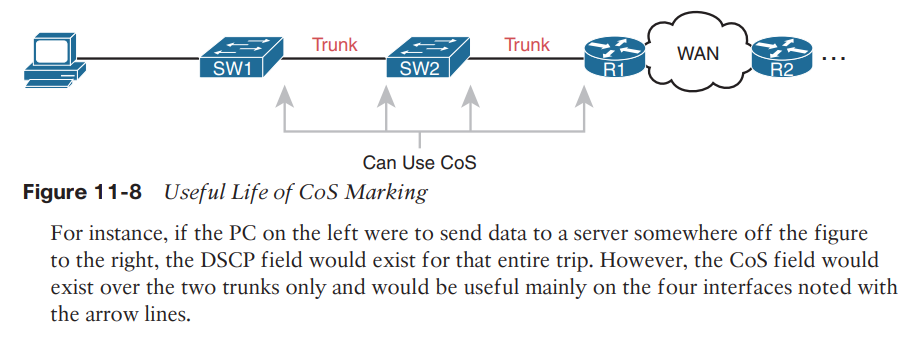 Trunk
Trunk
WAN
SW1
SW2
R1
R2
...
Can Use CoS
Figure 11-8 Useful Life of CoS Marking
For instance, if the PC on the left were to send data to a server somewhere off the figure
to the right, the DSCP field would exist for that entire trip. However, the CoS field would
exist over the two trunks only and would be useful mainly on the four interfaces noted with
the arrow lines.